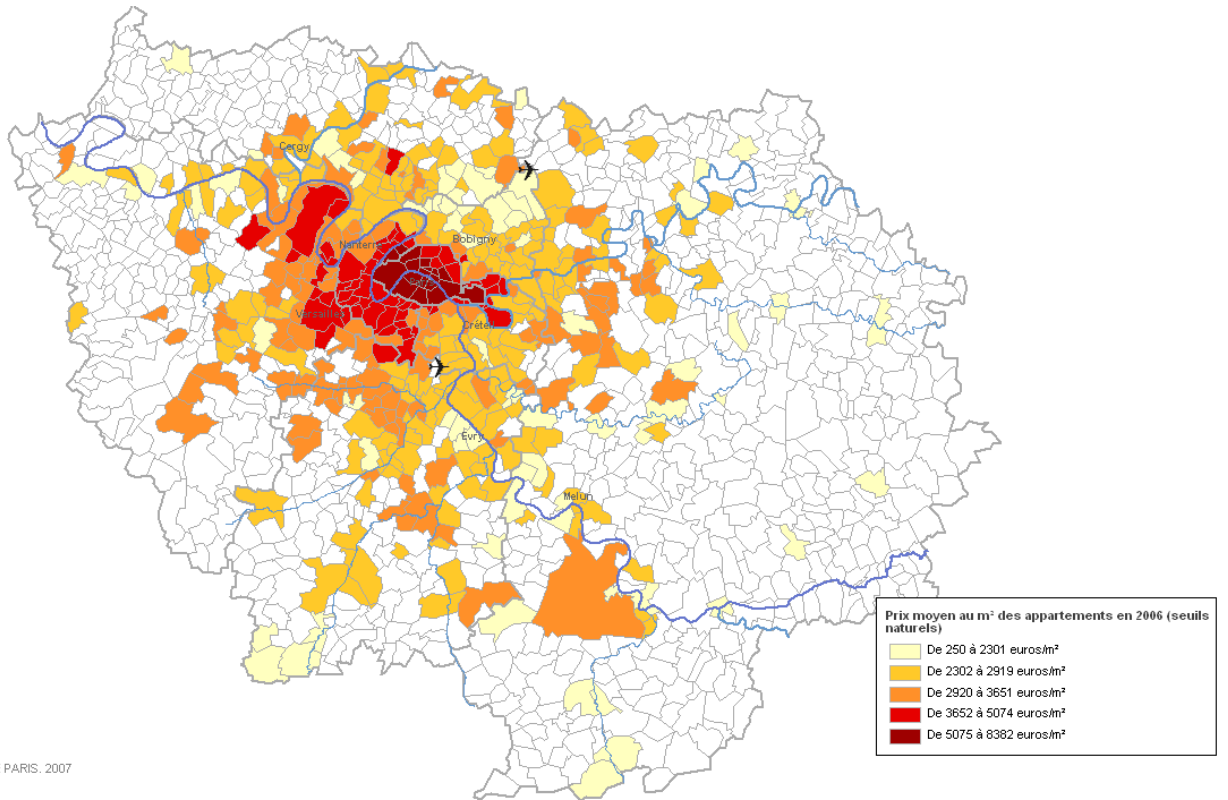 Cergy
Nanterre
Bobigny
Paris
Versailles
Créteil
Évry
Melun
Prix moyen au m² des appartements en 2006 (seuils
naturels)
De 250 à 2301 euros/m²
De 2302 à 2919 euros/m²
De 2920 à 3651 euros/m²
De 3652 à 5074 euros/m²
De 5075 à 8382 euros/m²
PARIS. 2007